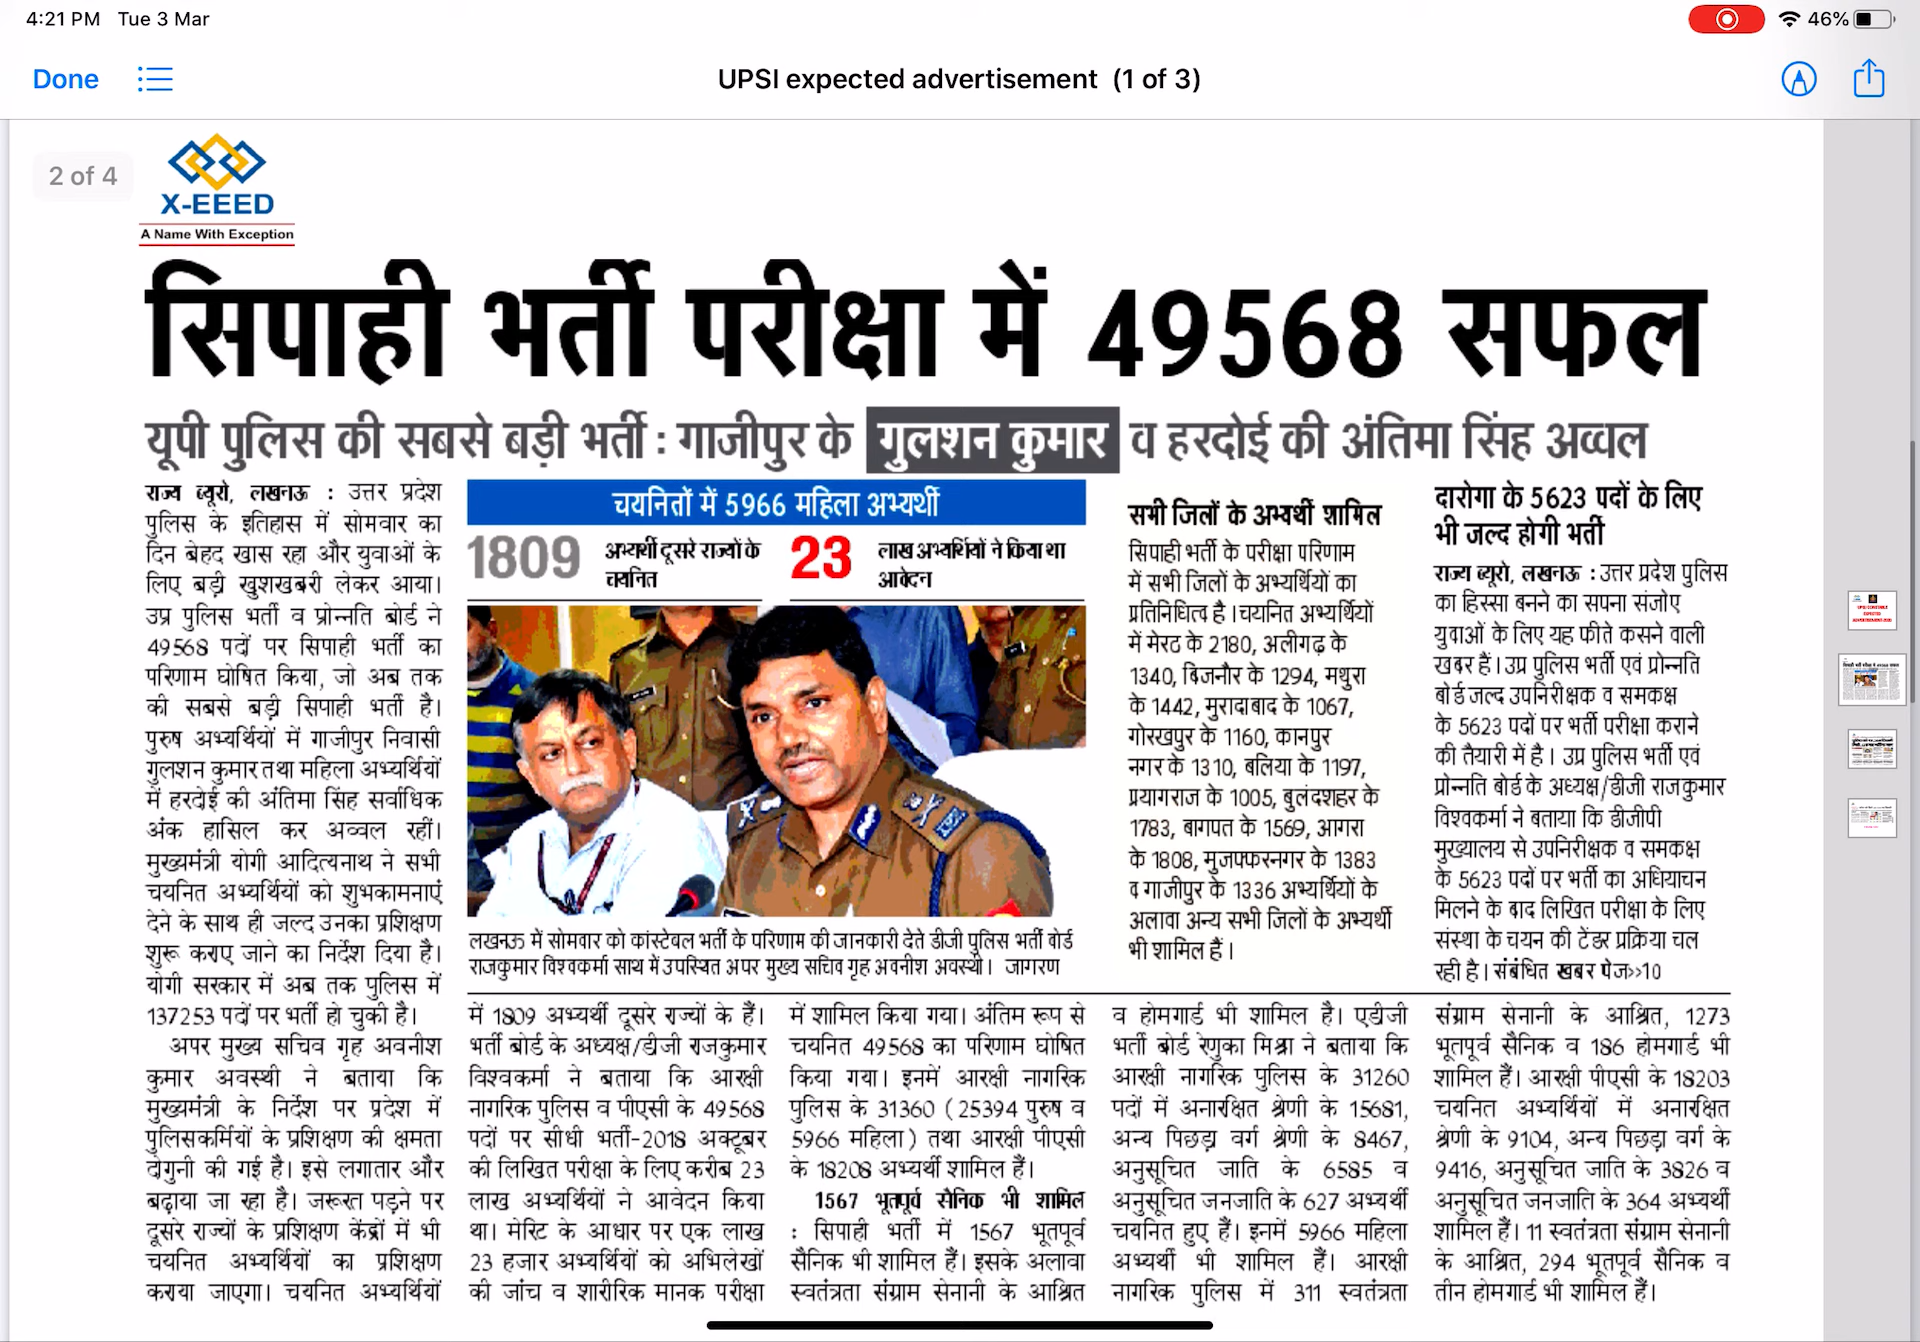 4:21 PM Tue 3 Mar
46%
Done
UPSI expected advertisement (1 of 3)
2 of 4
X-EEED
A Name With Exception
सिपाही भर्ती परीक्षा में 49568 सफल
यूपी पुलिस की सबसे बड़ी भर्ती : गाजीपुर के गुलशन कुमार व हरदोई की अंतिमा सिंह अव्वल
राज्य ब्यूरो, लखनऊ : उत्तर प्रदेश
पुलिस के इतिहास में सोमवार का
दिन बेहद खास रहा और युवाओं के
लिए बड़ी खुशखबरी लेकर आया।
उप्र पुलिस भर्ती व प्रोन्नति बोर्ड ने
49568 पदों पर सिपाही भर्ती का
परिणाम घोषित किया, जो अब तक
की सबसे बड़ी सिपाही भर्ती है।
पुरुष अभ्यर्थियों में गाजीपुर निवासी
गुलशन कुमार तथा महिला अभ्यर्थियों
में हरदोई की अंतिमा सिंह सर्वाधिक
अंक हासिल कर अव्वल रहीं।
मुख्यमंत्री योगी आदित्यनाथ ने सभी
चयनित अभ्यर्थियों को शुभकामनाएं
देने के साथ ही जल्द उनका प्रशिक्षण
शुरू कराए जाने का निर्देश दिया है।
योगी सरकार में अब तक पुलिस में
137253 पदों पर भर्ती हो चुकी है।
अपर मुख्य सचिव गृह अवनीश
कुमार अवस्थी ने बताया कि
मुख्यमंत्री के निर्देश पर प्रदेश में
पुलिसकर्मियों के प्रशिक्षण की क्षमता
दोगुनी की गई है। इसे लगातार और
बढ़ाया जा रहा है। जरूरत पड़ने पर
दूसरे राज्यों के प्रशिक्षण केंद्रों में भी
चयनित अभ्यर्थियों का प्रशिक्षण
कराया जाएगा। चयनित अभ्यर्थियों
चयनितों में 5966 महिला अभ्यर्थी
1809 अभ्यर्थी दूसरे राज्यों के
चयनित
23 लाख अभ्यर्थियों ने किया था
आवेदन
लखनऊ में सोमवार को कांस्टेबल भर्ती के परिणाम की जानकारी देते डीजी पुलिस भर्ती बोर्ड
राजकुमार विश्वकर्मा साथ में उपस्थित अपर मुख्य सचिव गृह अवनीश अवस्थी। जागरण
में 1809 अभ्यर्थी दूसरे राज्यों के हैं।
भर्ती बोर्ड के अध्यक्ष/डीजी राजकुमार
विश्वकर्मा ने बताया कि आरक्षी
नागरिक पुलिस व पीएसी के 49568
पदों पर सीधी भर्ती-2018 अक्टूबर
की लिखित परीक्षा के लिए करीब 23
लाख अभ्यर्थियों ने आवेदन किया
था। मेरिट के आधार पर एक लाख
23 हजार अभ्यर्थियों को अभिलेखों
की जांच व शारीरिक मानक परीक्षा
में शामिल किया गया। अंतिम रूप से
चयनित 49568 का परिणाम घोषित
किया गया। इनमें आरक्षी नागरिक
पुलिस के 31360 (25394 पुरुष व
5966 महिला) तथा आरक्षी पीएसी
के 18208 अभ्यर्थी शामिल हैं।
1567 भूतपूर्व सैनिक भी शामिल
: सिपाही भर्ती में 1567 भूतपूर्व
सैनिक भी शामिल हैं। इसके अलावा
स्वतंत्रता संग्राम सेनानी के आश्रित
सभी जिलों के अभ्यर्थी शामिल
सिपाही भर्ती के परीक्षा परिणाम
में सभी जिलों के अभ्यर्थियों का
प्रतिनिधित्व है। चयनित अभ्यर्थियों
में मेरठ के 2180, अलीगढ़ के
1340, बिजनौर के 1294, मथुरा
के 1442, मुरादाबाद के 1067,
गोरखपुर के 1160, कानपुर
नगर के 1310, बलिया के 1197,
प्रयागराज के 1005, बुलंदशहर के
1783, बागपत के 1569, आगरा
के 1808, मुजफ्फरनगर के 1383
व गाजीपुर के 1336 अभ्यर्थियों के
अलावा अन्य सभी जिलों के अभ्यर्थी
भी शामिल हैं।
व होमगार्ड भी शामिल है। एडीजी
भर्ती बोर्ड रेणुका मिश्रा ने बताया कि
आरक्षी नागरिक पुलिस के 31260
पदों में अनारक्षित श्रेणी के 15681,
अन्य पिछड़ा वर्ग श्रेणी के 8467,
अनुसूचित जाति के 6585 व
अनुसूचित जनजाति के 627 अभ्यर्थी
चयनित हुए हैं। इनमें 5966 महिला
अभ्यर्थी भी शामिल हैं। आरक्षी
नागरिक पुलिस में 311 स्वतंत्रता
दारोगा के 5623 पदों के लिए
भी जल्द होगी भर्ती
राज्य ब्यूरो, लखनऊ : उत्तर प्रदेश पुलिस
का हिस्सा बनने का सपना संजोए
युवाओं के लिए यह फीते कसने वाली
खबर हैं। उप्र पुलिस भर्ती एवं प्रोन्नति
बोर्ड जल्द उपनिरीक्षक व समकक्ष
के 5623 पदों पर भर्ती परीक्षा कराने
की तैयारी में है। उप्र पुलिस भर्ती एवं
प्रोन्नति बोर्ड के अध्यक्ष/डीजी राजकुमार
विश्वकर्मा ने बताया कि डीजीपी
मुख्यालय से उपनिरीक्षक व समकक्ष
के 5623 पदों पर भर्ती का अधियाचन
मिलने के बाद लिखित परीक्षा के लिए
संस्था के चयन की टेंडर प्रक्रिया चल
रही है। संबंधित खबर पेज>>10
संग्राम सेनानी के आश्रित, 1273
भूतपूर्व सैनिक व 186 होमगार्ड भी
शामिल हैं। आरक्षी पीएसी के 18203
चयनित अभ्यर्थियों में अनारक्षित
श्रेणी के 9104, अन्य पिछड़ा वर्ग के
9416, अनुसूचित जाति के 3826 व
अनुसूचित जनजाति के 364 अभ्यर्थी
शामिल हैं। 11 स्वतंत्रता संग्राम सेनानी
के आश्रित, 294 भूतपूर्व सैनिक व
तीन होमगार्ड भी शामिल हैं।